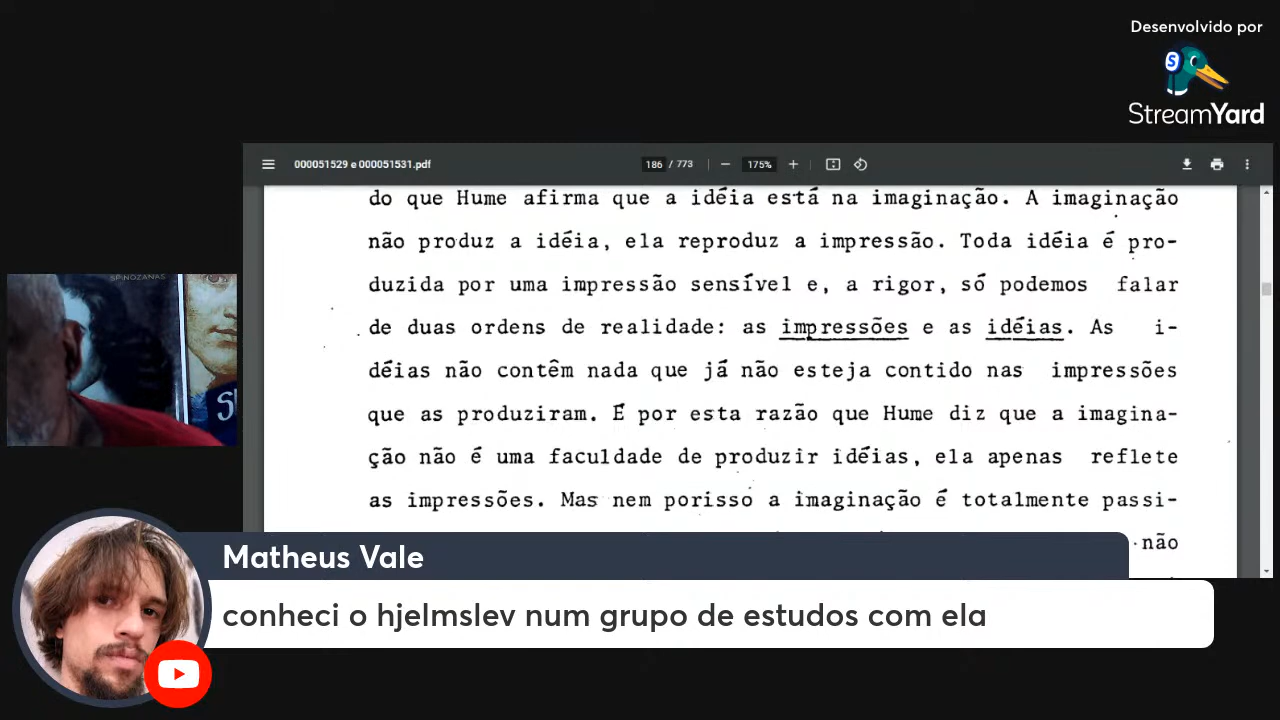 Desenvolvido por
StreamYard
000051529 e 000051531.pdf
186 / 773
175%
do que Hume afirma que a idéia está na imaginação. A imaginação
não produz a idéia, ela reproduz a impressão. Toda idéia é pro-
duzida por uma impressão sensível e, a rigor, só podemos falar
de duas ordens de realidade: as impressões e as idéias. As i-
déias não contêm nada que já não esteja contido nas impressões
que as produziram. É por esta razão que Hume diz que a imagina-
ção não é uma faculdade de produzir idéias, ela apenas reflete
as impressões. Mas nem porisso a imaginação é totalmente passi-
não
SPINOZANAS
S
Matheus Vale
conheci o hjelmslev num grupo de estudos com ela